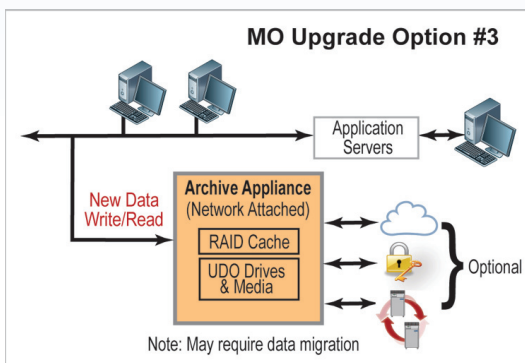 MO Upgrade Option #3
Application
Servers
New Data
Write/Read
Archive Appliance
(Network Attached)
RAID Cache
UDO Drives
& Media
Optional
Note: May require data migration